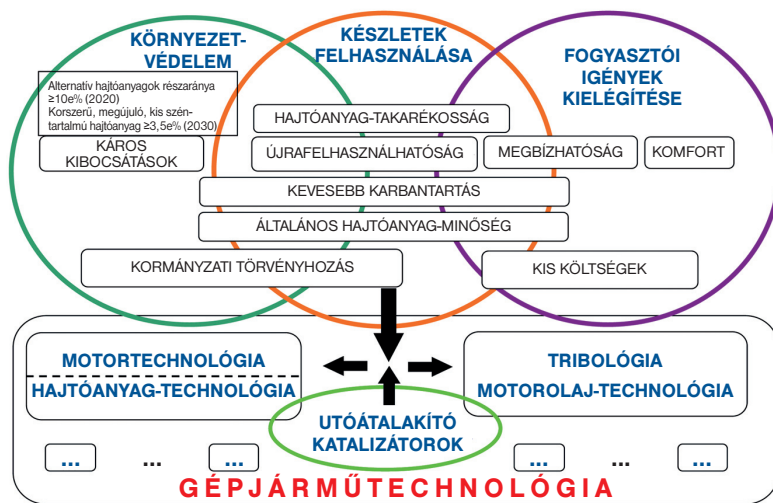 KÖRNYEZET-
VÉDELEM
KÉSZLETEK
FELHASZNÁLÁSA
FOGYASZTÓI
IGÉNYEK
KIELÉGÍTÉSE
Alternatív hajtóanyagok részaránya
≥10e% (2020)
Korszerű, megújuló, kis szén-
tartalmú hajtóanyag ≥3,5e% (2030)
HAJTÓANYAG-TAKARÉKOSSÁG
KÁROS
KIBOCSÁTÁSOK
ÚJRAFELHASZNÁLHATÓSÁG
MEGBÍZHATÓSÁG
KOMFORT
KEVESEBB KARBANTARTÁS
ÁLTALÁNOS HAJTÓANYAG-MINŐSÉG
KORMÁNYZATI TÖRVÉNYHOZÁS
KIS KÖLTSÉGEK
MOTORTECHNOLÓGIA
HAJTÓANYAG-TECHNOLÓGIA
TRIBOLÓGIA
MOTOROLAJ-TECHNOLÓGIA
UTÓÁTALAKÍTÓ
KATALIZÁTOROK
... ... ... ... ... ...
GÉPJÁRMŰTECHNOLÓGIA